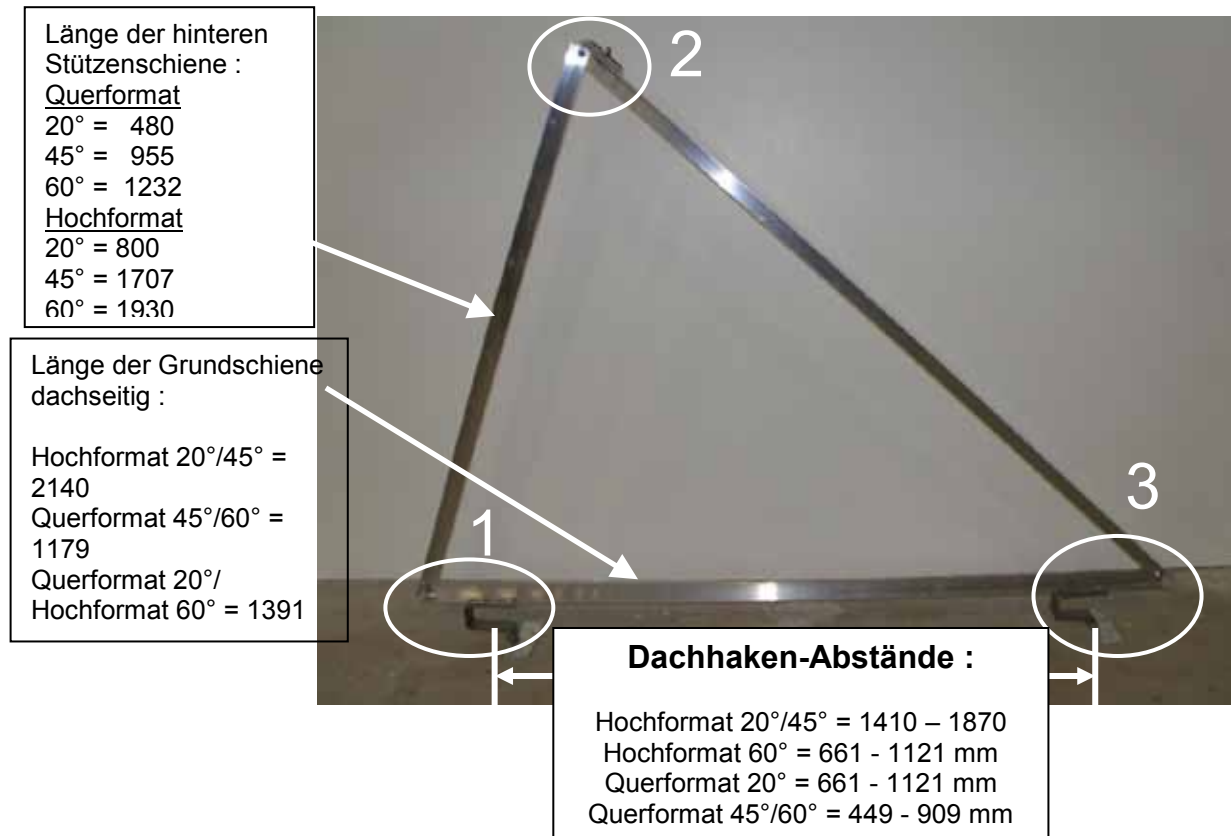 Länge der hinteren
Stützenschiene :
Querformat
20° = 480
45° = 955
60° = 1232
Hochformat
20° = 800
45° = 1707
60° = 1930
Länge der Grundschiene
dachseitig :
Hochformat 20°/45° =
2140
Querformat 45°/60° =
1179
Querformat 20°/
Hochformat 60° = 1391
2
1
3
Dachhaken-Abstände :
Hochformat 20°/45° = 1410 – 1870
Hochformat 60° = 661 - 1121 mm
Querformat 20° = 661 - 1121 mm
Querformat 45°/60° = 449 - 909 mm